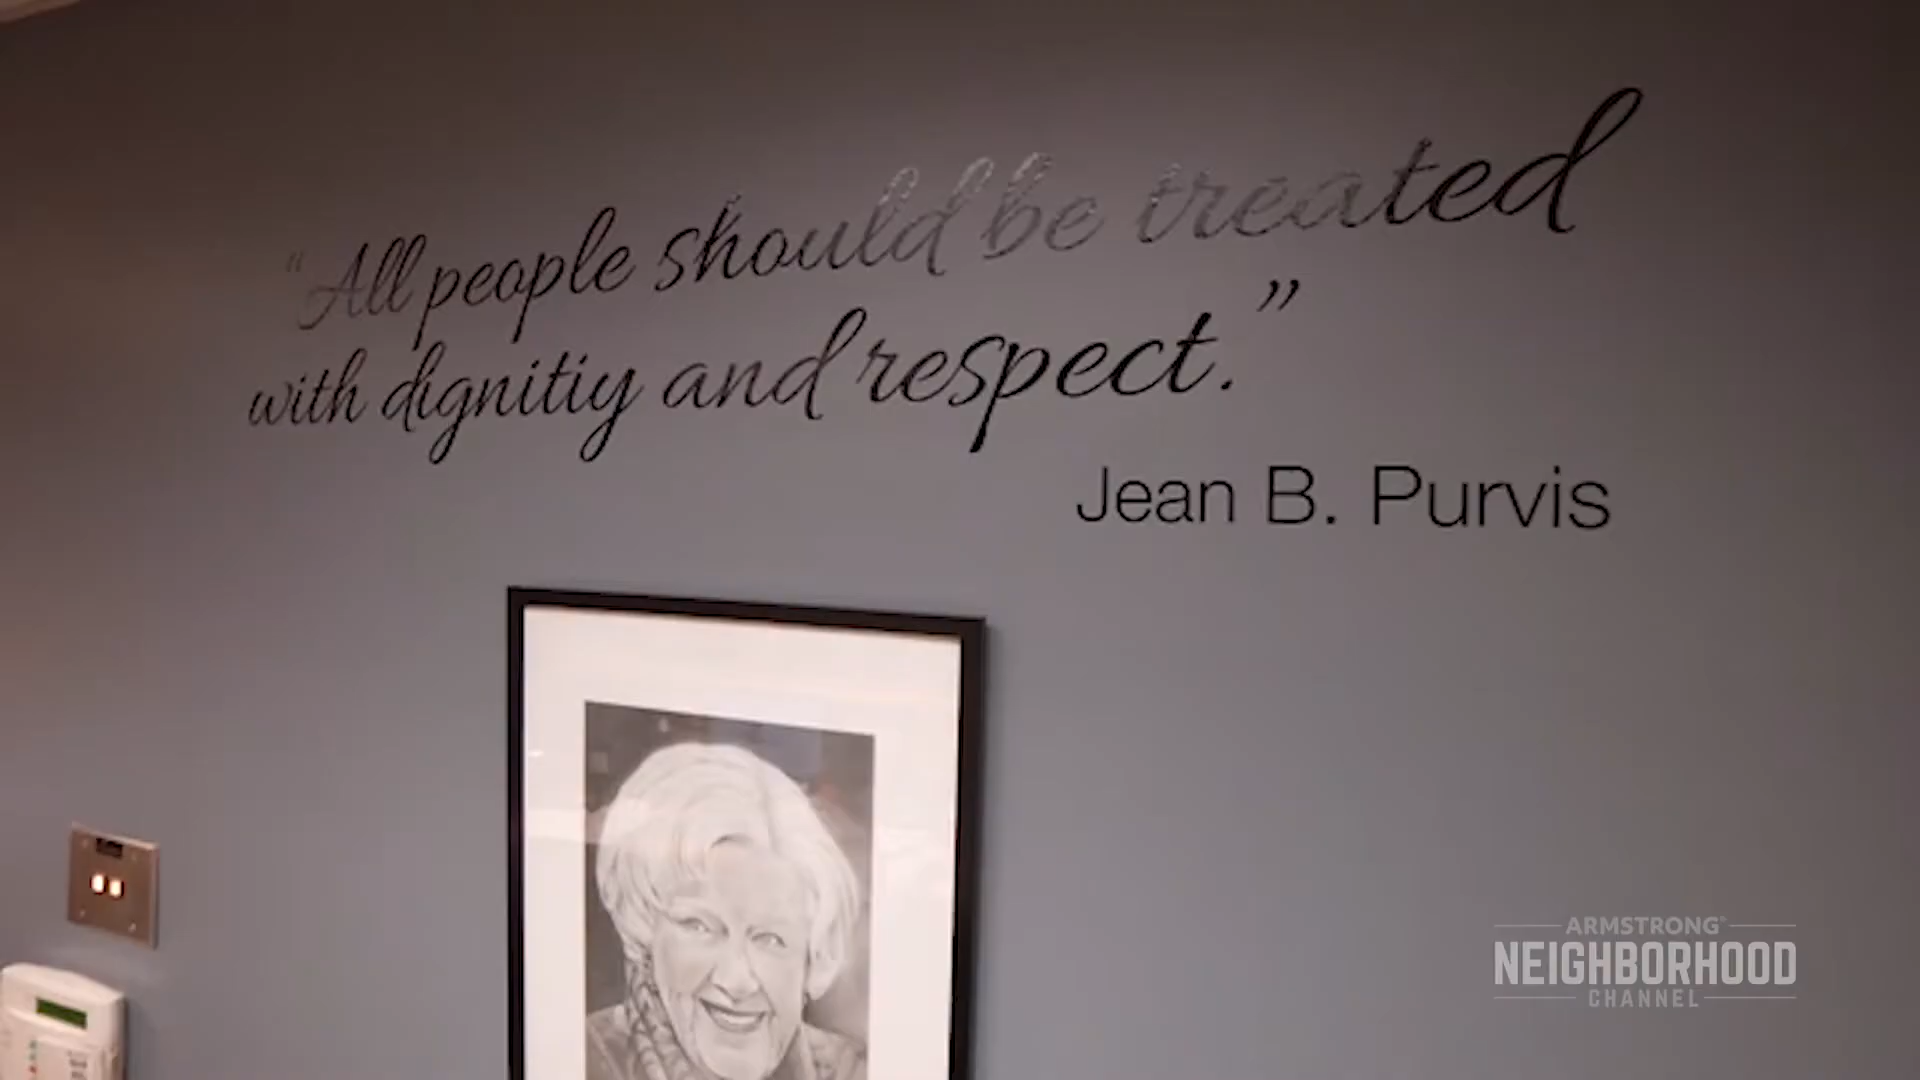 “All people should be treated
with dignitiy and respect.”
Jean B. Purvis
ARMSTRONG®
NEIGHBORHOOD
CHANNEL